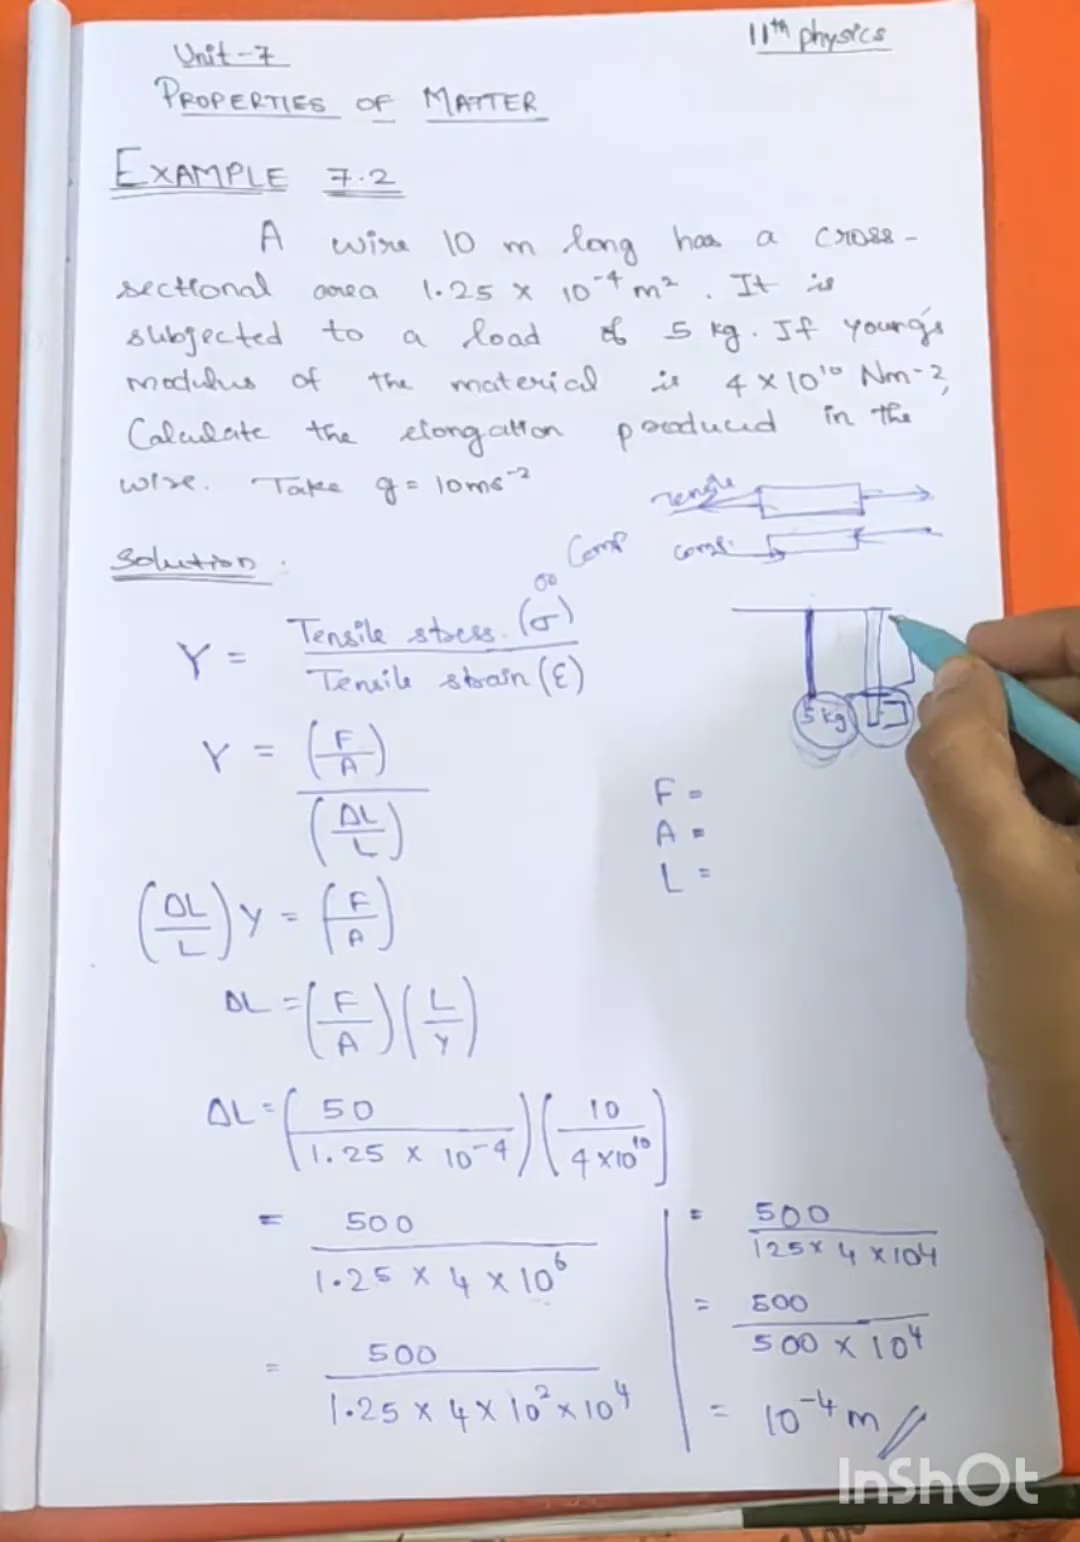 Unit-7
11th physics
PROPERTIES OF MATTER
EXAMPLE 7.2
A wire 10 m long has a cross-
sectional area 1.25 × 10⁻⁴ m². It is
subjected to a load of 5 kg. If young's
modulus of the material is 4 × 10¹⁰ Nm-2,
Calculate the elongation produced in the
wire. Take g = 10ms⁻²
Tensile
Comp
Comp.
Solution :
Y = Tensile stress. (σ)
Tensile strain (ε)
5 kg
Y = (F/A)
(ΔL/L)
F =
A =
L =
(ΔL/L) Y = (F/A)
ΔL = (F/A) (L/Y)
ΔL = (50 / 1.25 × 10⁻⁴) (10 / 4×10¹⁰)
= 500 / 1.25 × 4 × 10⁶
= 500 / 1.25 × 4 × 10² × 10⁴
= 500 / 125× 4 ×104
= 500 / 500 × 10⁴
= 10⁻⁴ m //
InShOt